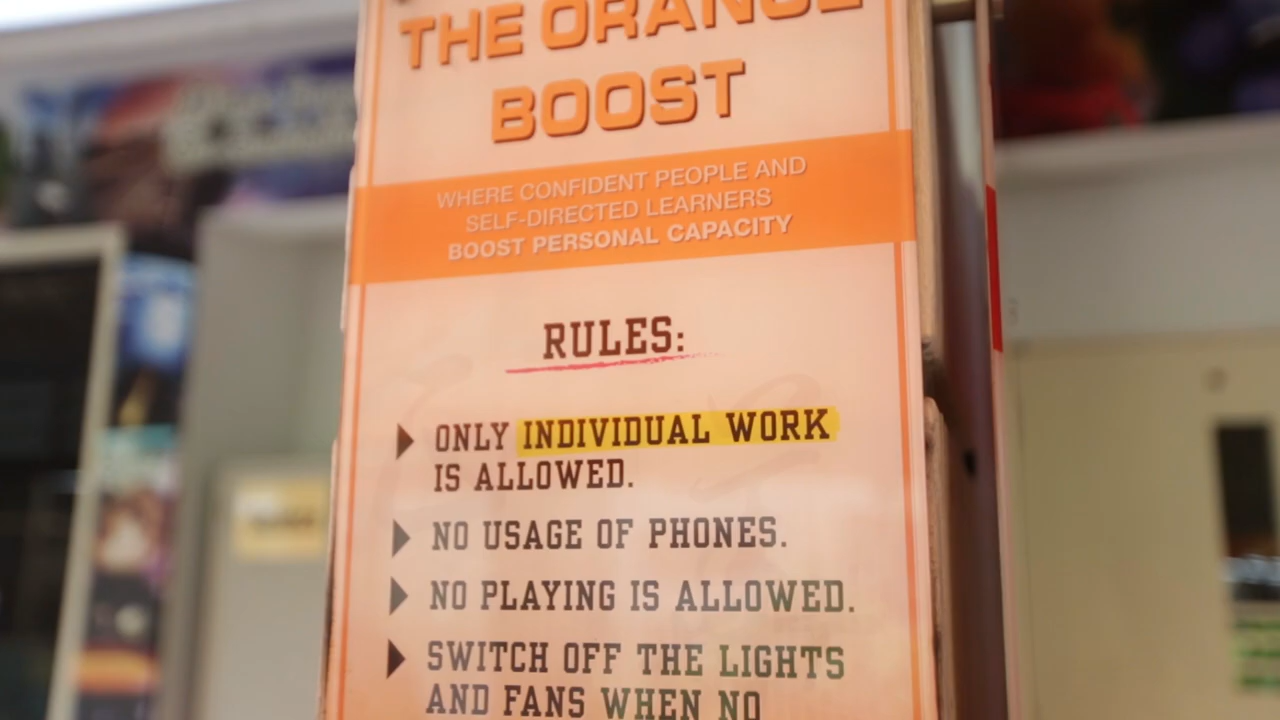 THE ORANGE
BOOST
WHERE CONFIDENT PEOPLE AND
SELF-DIRECTED LEARNERS
BOOST PERSONAL CAPACITY
RULES:
ONLY INDIVIDUAL WORK
IS ALLOWED.
NO USAGE OF PHONES.
NO PLAYING IS ALLOWED.
SWITCH OFF THE LIGHTS
AND FANS WHEN NO